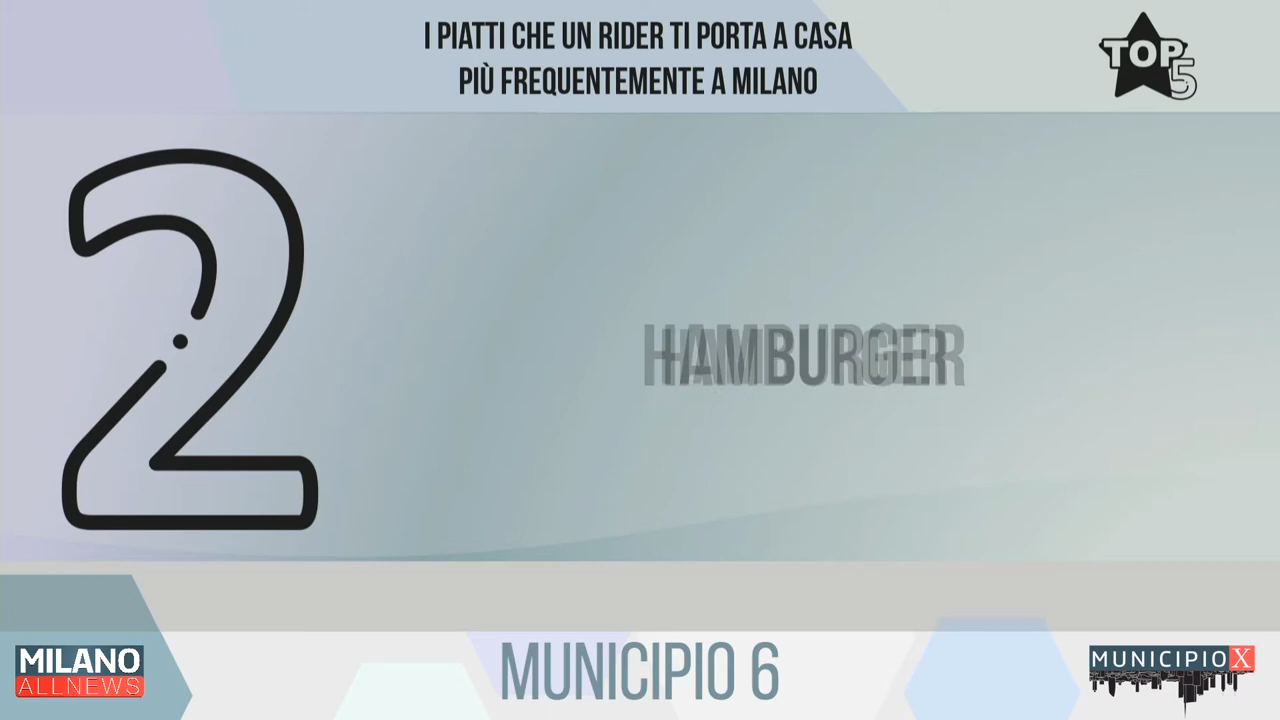 I PIATTI CHE UN RIDER TI PORTA A CASA
PIÙ FREQUENTEMENTE A MILANO
TOP
5
2
HAMBURGER
MILANO
ALLNEWS
MUNICIPIO 6
MUNICIPIO X